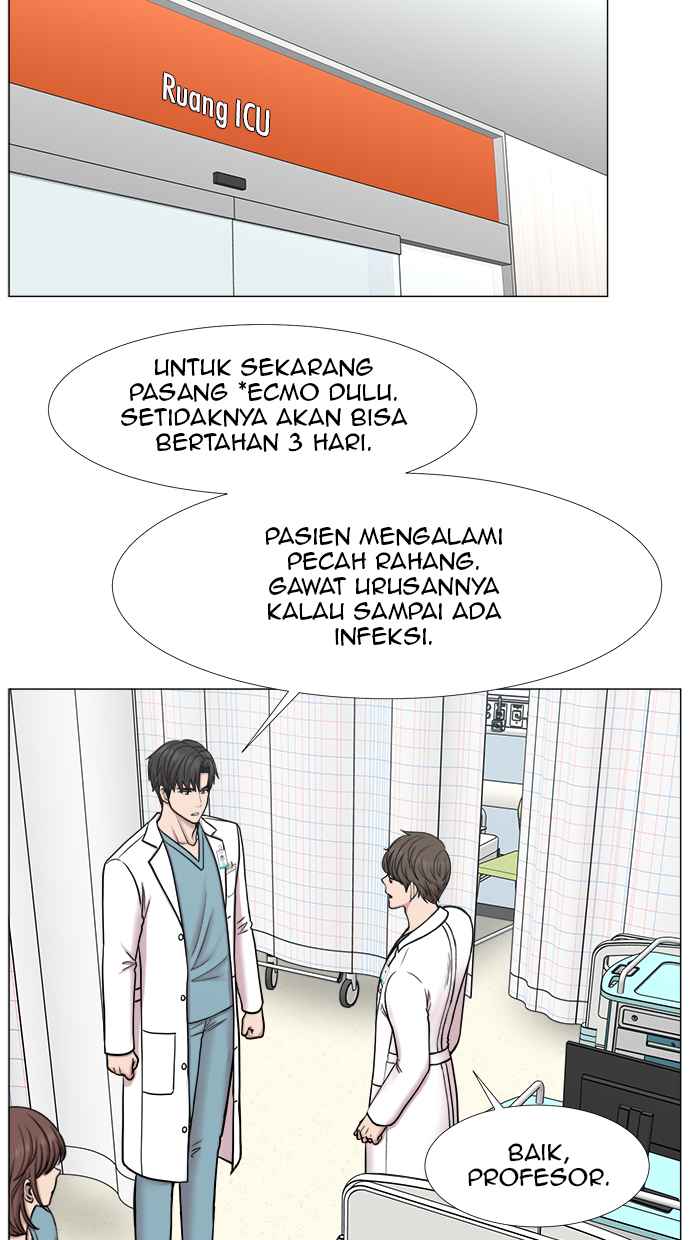 Ruang ICU
UNTUK SEKARANG
PASANG *ECMO DULU.
SETIDAKNYA AKAN BISA
BERTAHAN 3 HARI.
PASIEN MENGALAMI
PECAH RAHANG.
GAWAT URUSANNYA
KALAU SAMPAI ADA
INFEKSI.
BAIK,
PROFESOR.